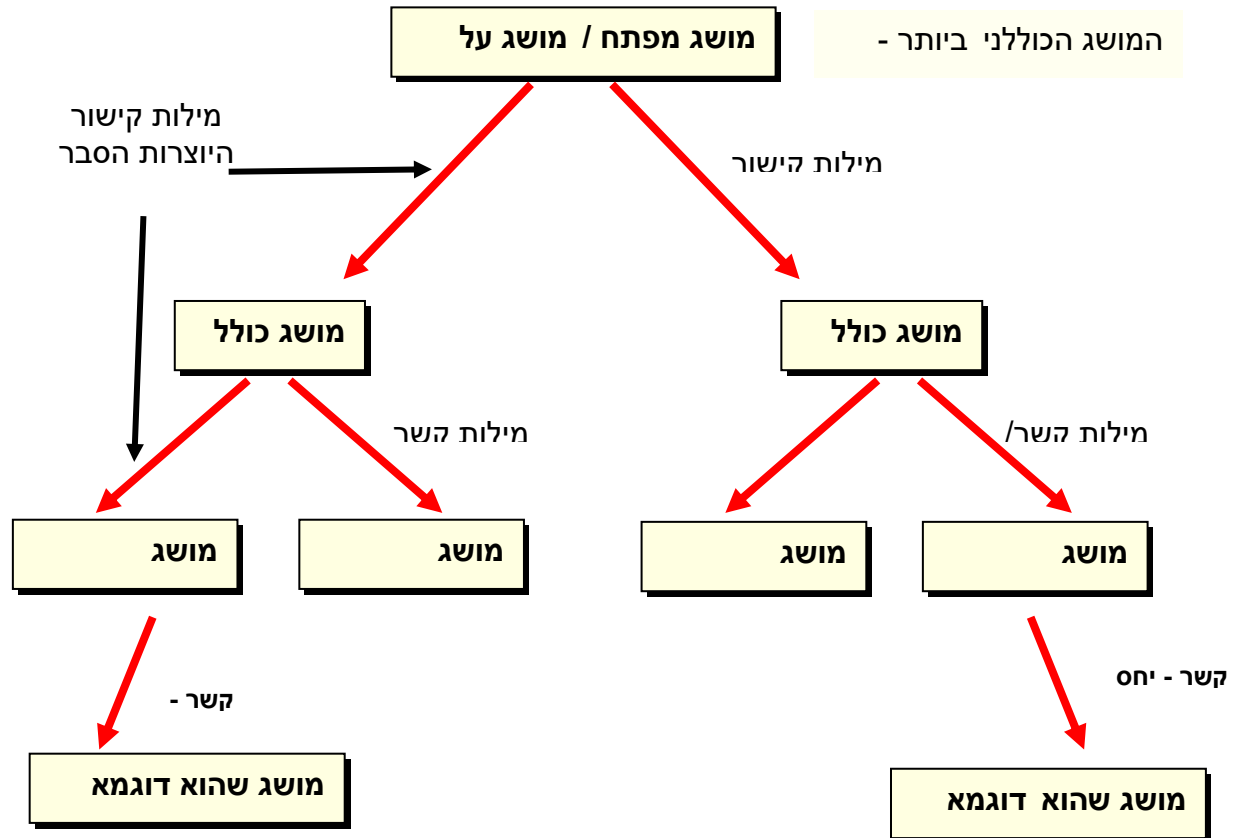 המושג הכוללני ביותר -
מושג מפתח / מושג על
מילות קישור
היוצרות הסבר
מילות קישור
מושג כולל
מושג כולל
מילות קשר/
מילות קשר
מושג
מושג
מושג
מושג
קשר - יחס
קשר -
מושג שהוא דוגמא
מושג שהוא דוגמא